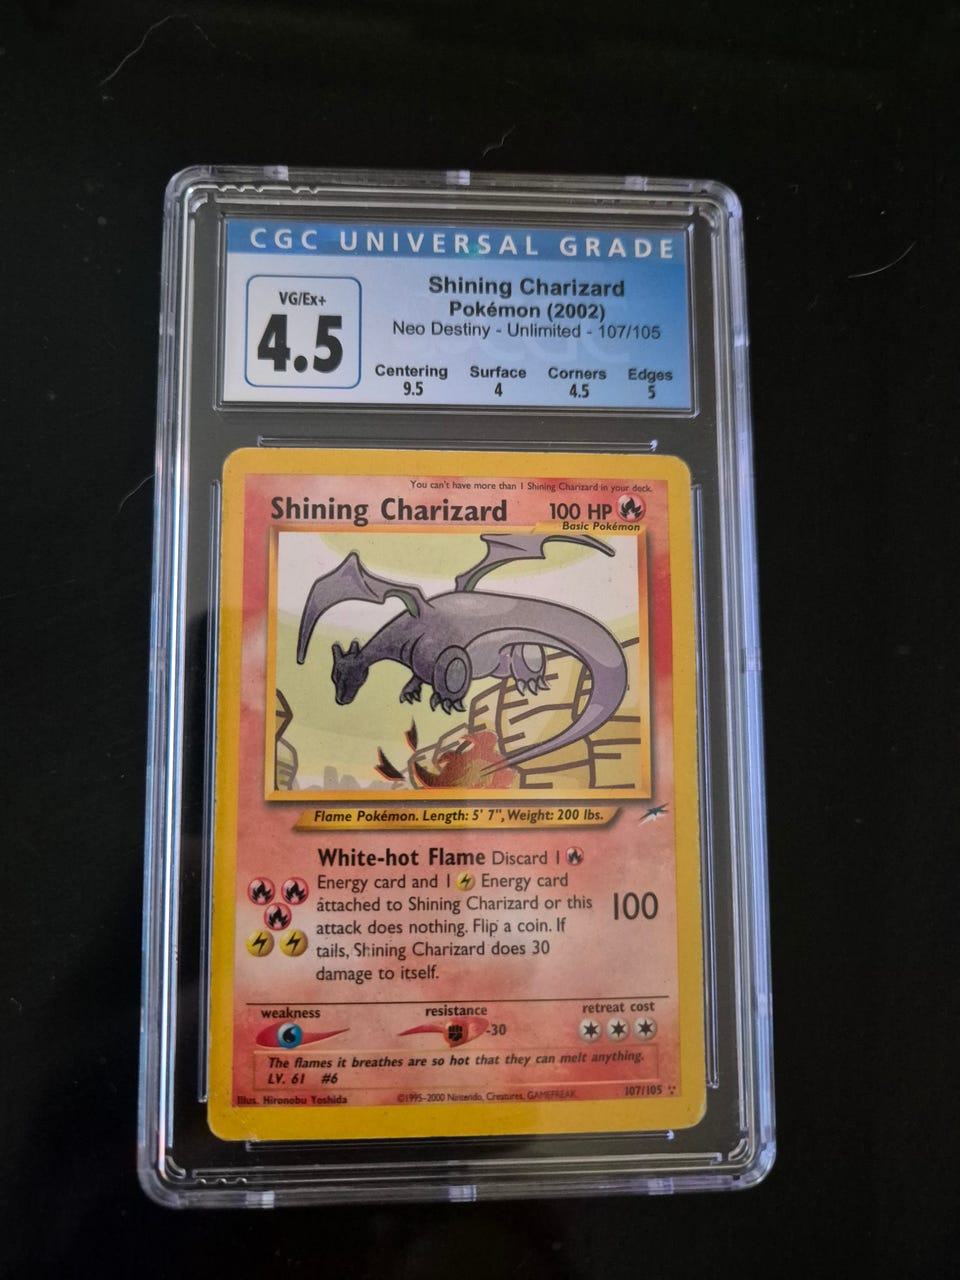 CGC UNIVERSAL GRADE
VG/Ex+
4.5
Shining Charizard
Pokémon (2002)
Neo Destiny - Unlimited - 107/105
Centering Surface Corners Edges
9.5 4 4.5 5
You can't have more than 1 Shining Charizard in your deck.
Shining Charizard 100 HP
Basic Pokémon
Flame Pokémon. Length: 5' 7", Weight: 200 lbs.
White-hot Flame Discard 1
Energy card and 1 Energy card
attached to Shining Charizard or this
attack does nothing. Flip a coin. If
tails, Shining Charizard does 30
damage to itself.
100
weakness resistance retreat cost
-30
The flames it breathes are so hot that they can melt anything.
LV. 61 #6
Illus. Hironobu Yoshida ©1995-2000 Nintendo, Creatures, GAMEFREAK. 107/105